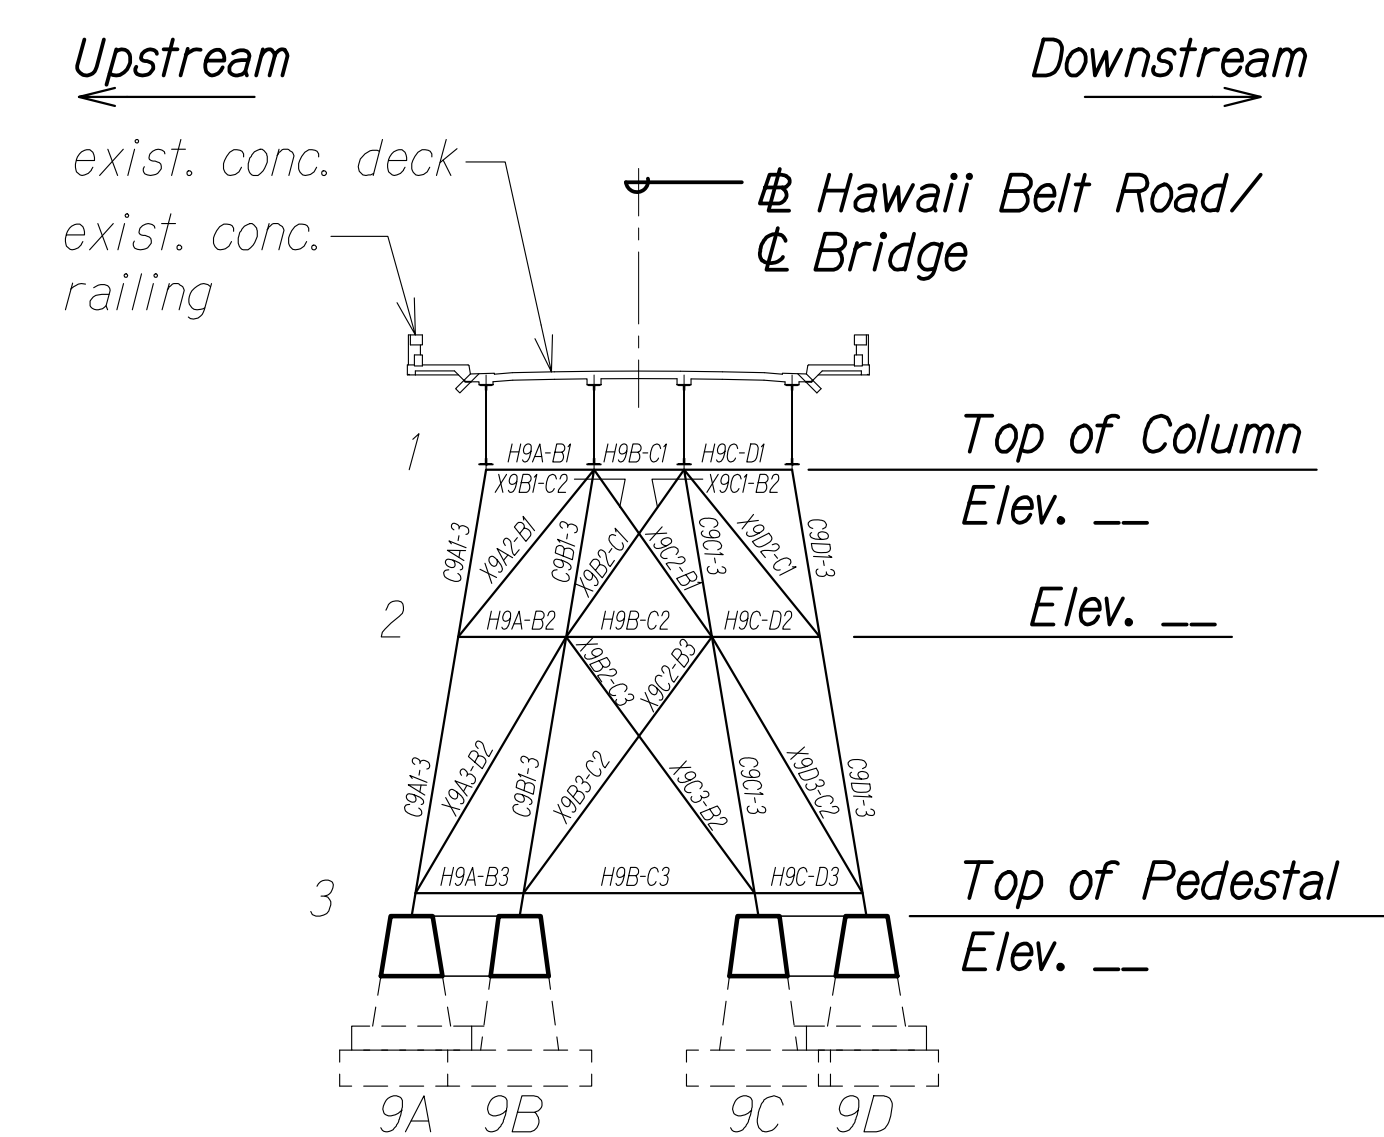 Upstream
Downstream
exist. conc. deck
exist. conc.
railing
BL Hawaii Belt Road/
CL Bridge
1
H9A-B1
H9B-C1
H9C-D1
Top of Column
Elev. __
X9B1-C2
X9C1-B2
C9A1-3
X9A2-B1
C9B1-3
X9B2-C1
X9C2-B1
C9C1-3
X9D2-C1
C9D1-3
2
H9A-B2
H9B-C2
H9C-D2
Elev. __
X9B2-C3
X9C2-B3
C9A1-3
X9A3-B2
C9B1-3
X9B3-C2
X9C3-B2
C9C1-3
X9D3-C2
C9D1-3
3
H9A-B3
H9B-C3
H9C-D3
Top of Pedestal
Elev. __
9A
9B
9C
9D